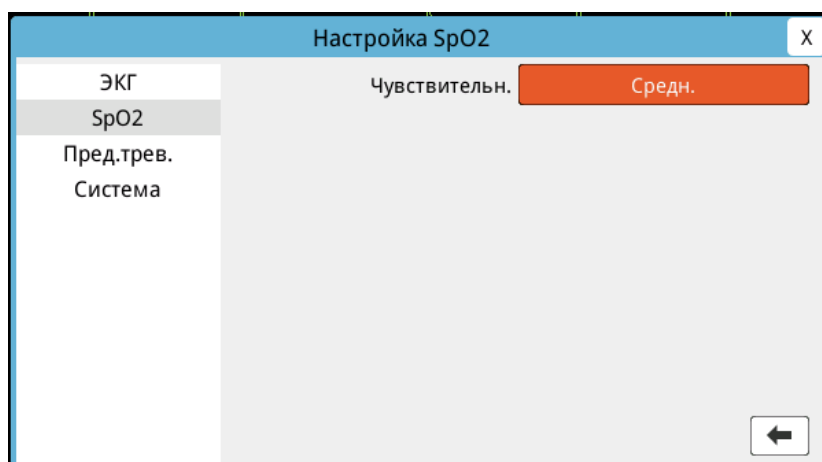 Настройка SpO2
X
ЭКГ
SpO2
Пред.трев.
Система
Чувствительн.
Средн.